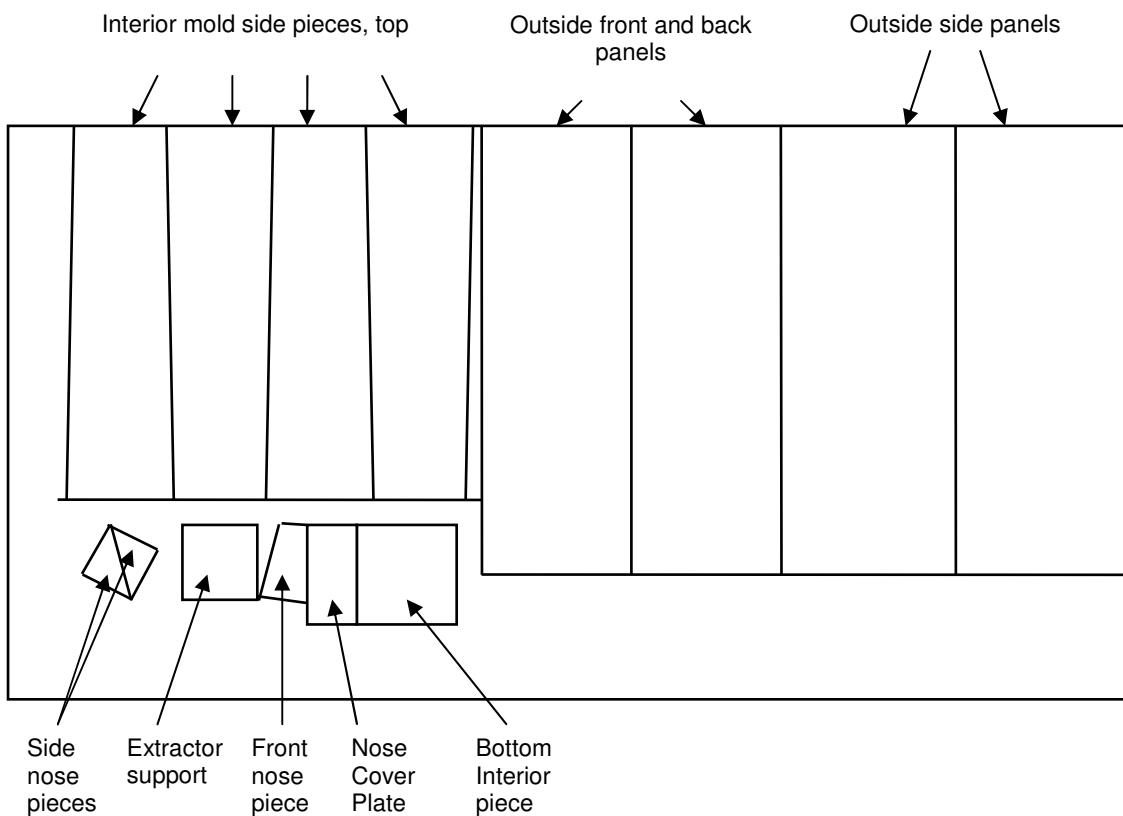 Interior mold side pieces, top
Outside front and back
panels
Outside side panels
Side
nose
pieces
Extractor
support
Front
nose
piece
Nose
Cover
Plate
Bottom
Interior
piece